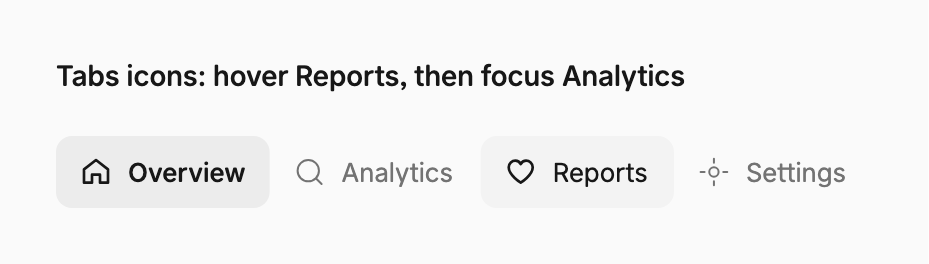 Tabs icons: hover Reports, then focus Analytics
Overview Analytics Reports Settings